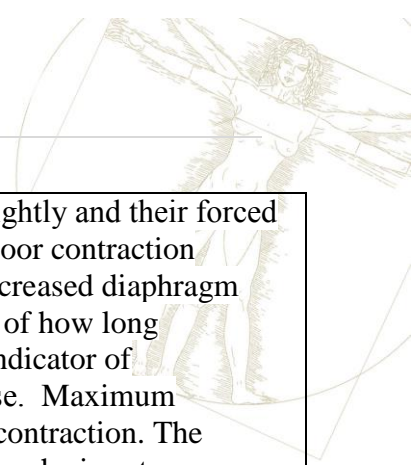 ghtly and their forced
oor contraction
creased diaphragm
of how long
ndicator of
se. Maximum
contraction. The